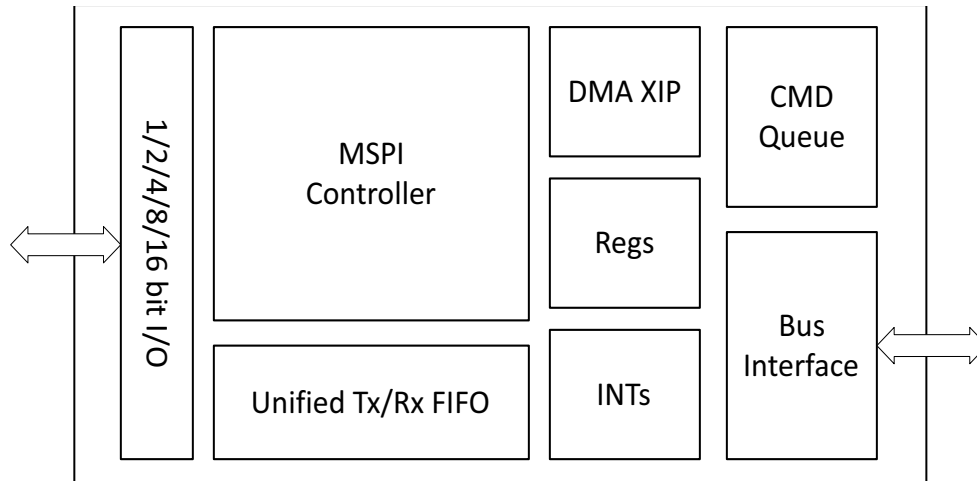 1/2/4/8/16 bit I/O
MSPI
Controller
Unified Tx/Rx FIFO
DMA XIP
Regs
INTs
CMD
Queue
Bus
Interface